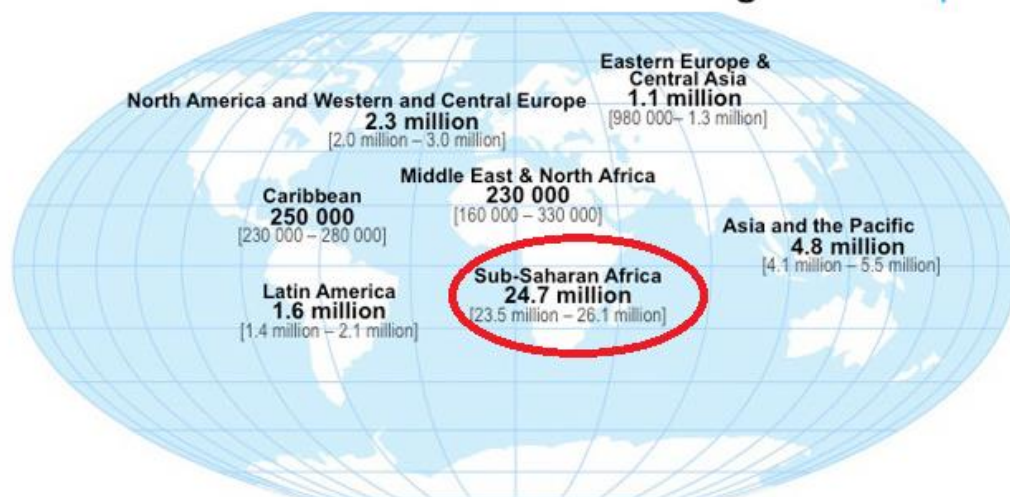 Eastern Europe &
Central Asia
1.1 million
[980 000– 1.3 million]
North America and Western and Central Europe
2.3 million
[2.0 million – 3.0 million]
Middle East & North Africa
230 000
[160 000 – 330 000]
Caribbean
250 000
[230 000 – 280 000]
Asia and the Pacific
4.8 million
[4.1 million – 5.5 million]
Sub-Saharan Africa
24.7 million
[23.5 million – 26.1 million]
Latin America
1.6 million
[1.4 million – 2.1 million]